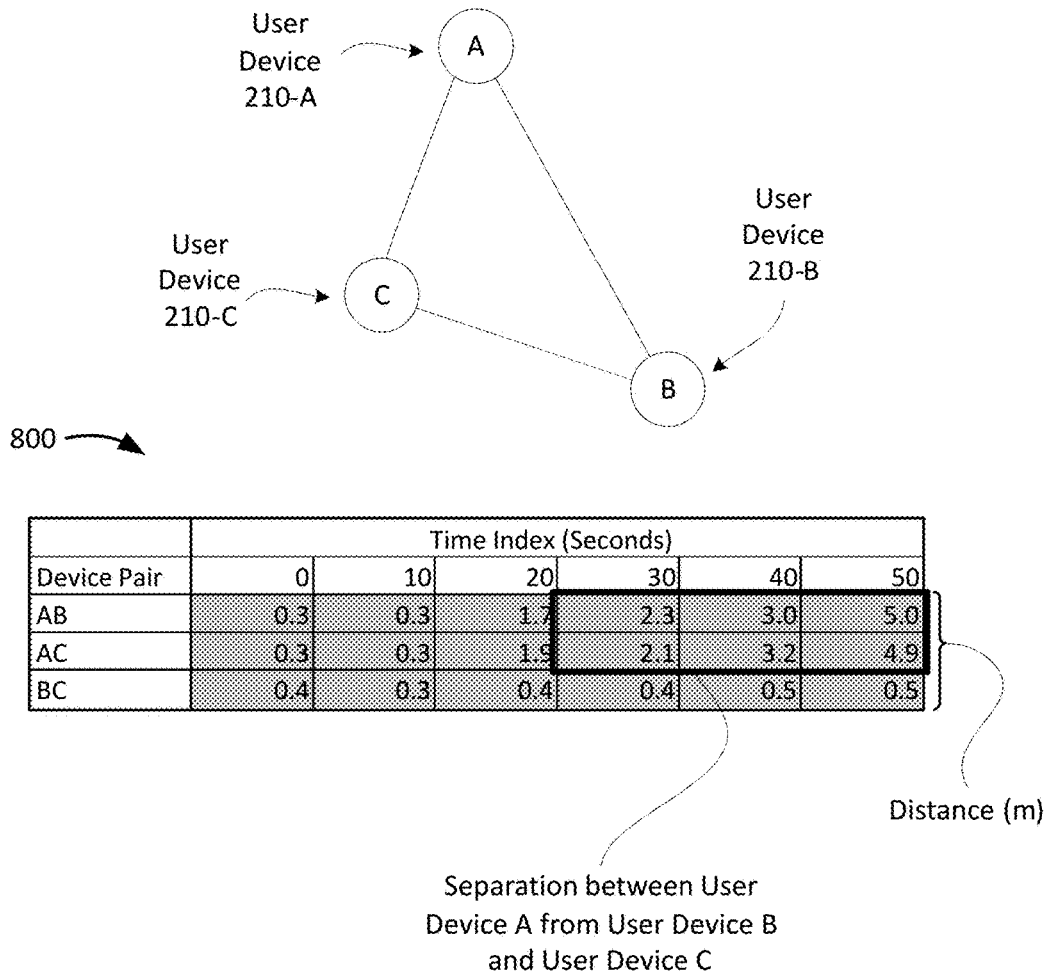 User
Device
210-A
A
User
Device
210-B
User
Device
210-C
C
B
800
Time Index (Seconds)
Device Pair 0 10 20 30 40 50
AB 0.3 0.3 1.7 2.3 3.0 5.0
AC 0.3 0.3 1.9 2.1 3.2 4.9
BC 0.4 0.3 0.4 0.4 0.5 0.5
Distance (m)
Separation between User
Device A from User Device B
and User Device C